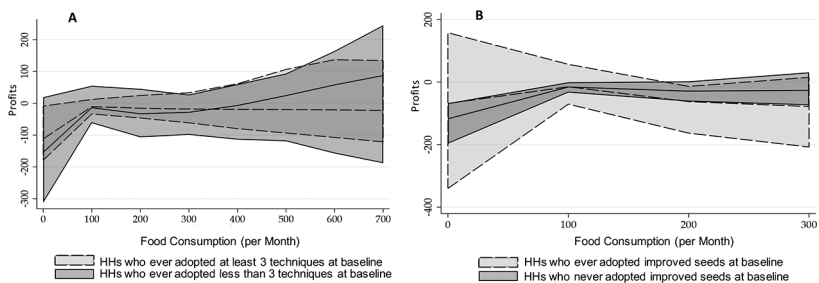 A
Profits
200
100
0
-100
-200
-300
0 100 200 300 400 500 600 700
Food Consumption (per Month)
HHs who ever adopted at least 3 techniques at baseline
HHs who ever adopted less than 3 techniques at baseline
B
Profits
200
0
-200
-400
0 100 200 300
Food Consumption (per Month)
HHs who ever adopted improved seeds at baseline
HHs who never adopted improved seeds at baseline